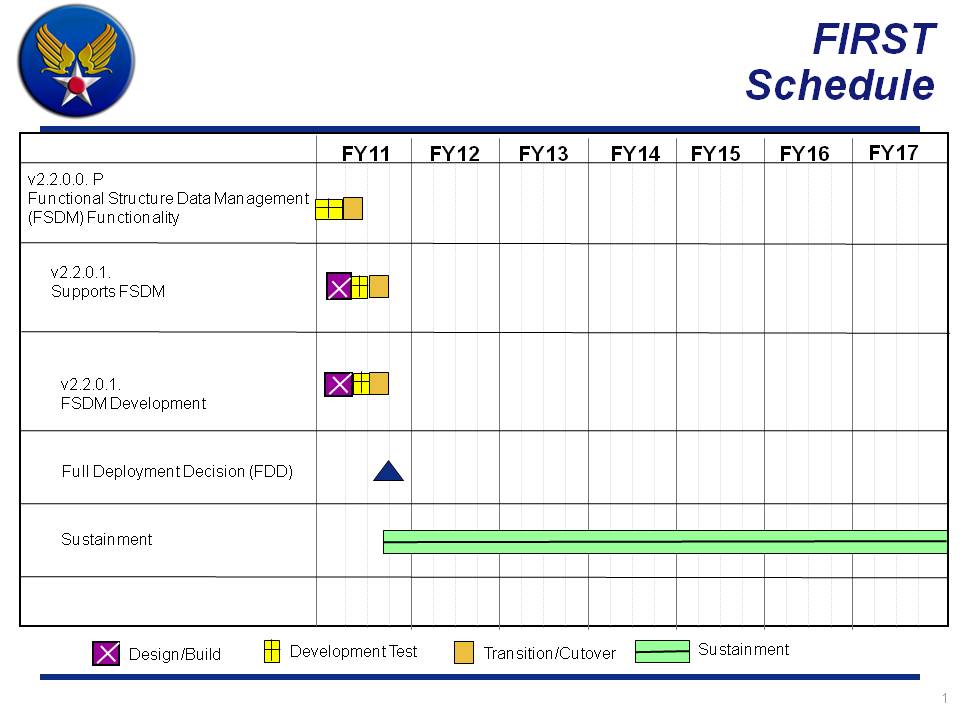 FIRST
Schedule
FY11 FY12 FY13 FY14 FY15 FY16 FY17
v2.2.0.0. P
Functional Structure Data Management
(FSDM) Functionality
v2.2.0.1.
Supports FSDM
v2.2.0.1.
FSDM Development
Full Deployment Decision (FDD)
Sustainment
Design/Build Development Test Transition/Cutover Sustainment
1